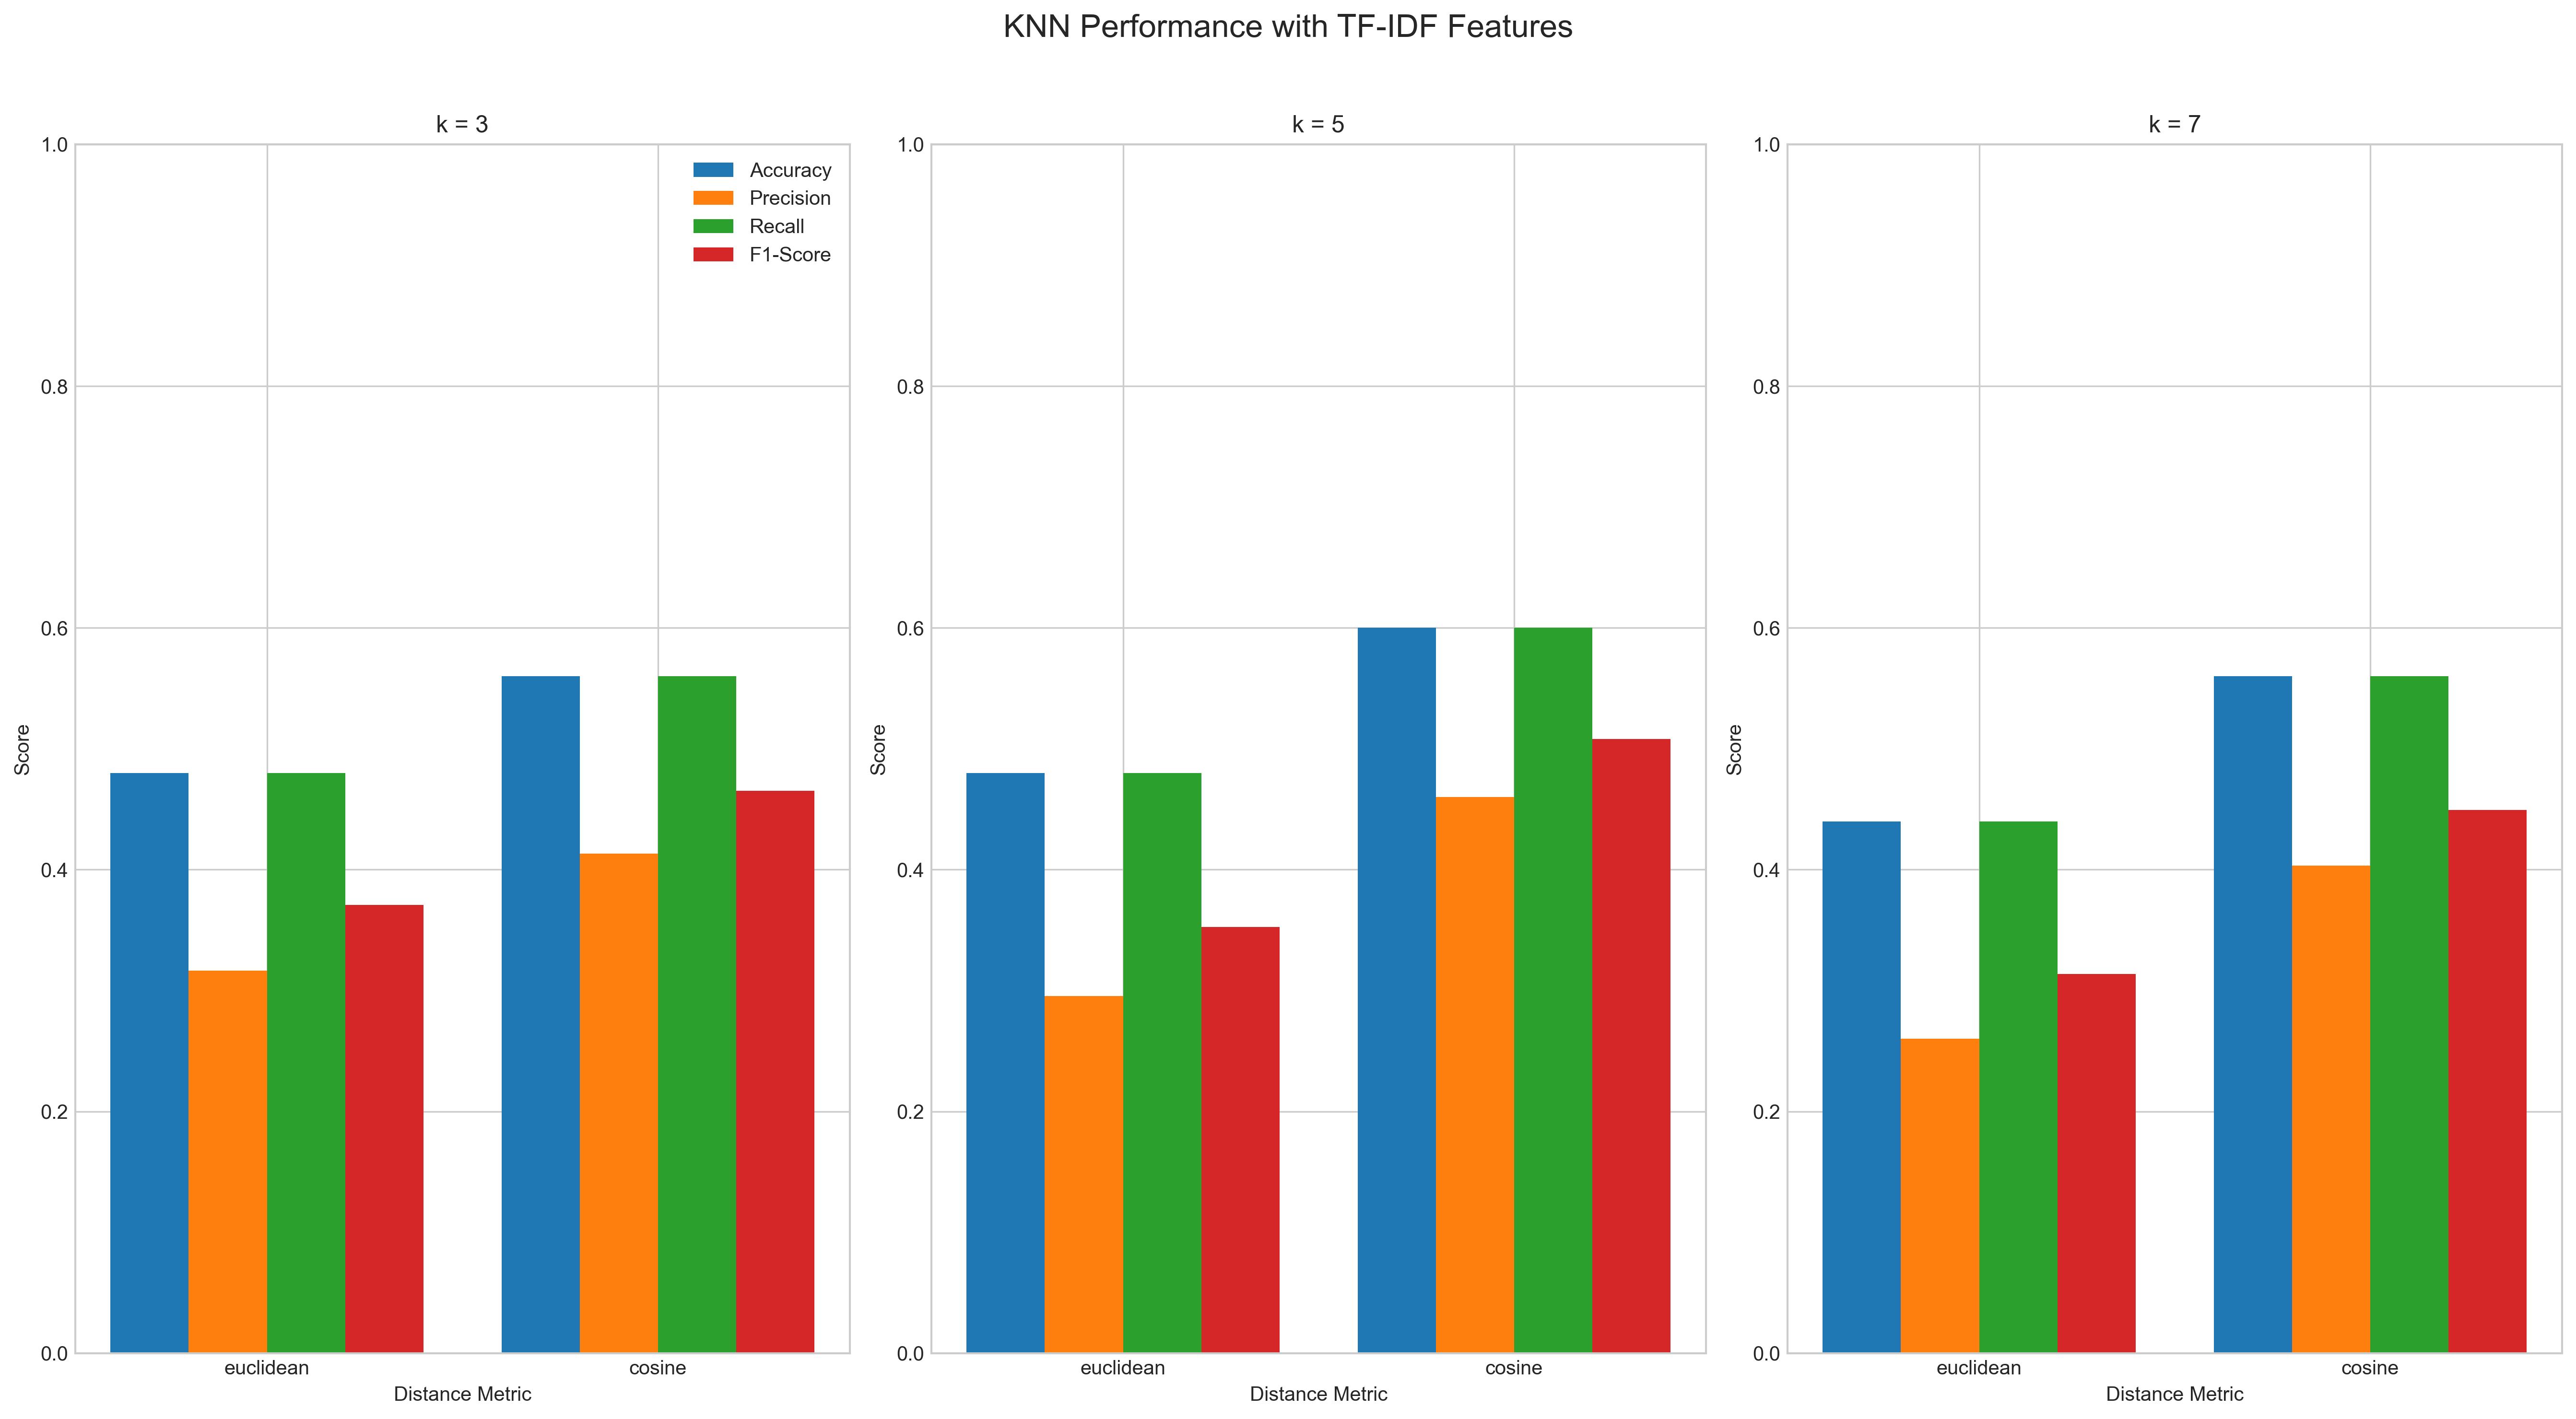 KNN Performance with TF-IDF Features
k = 3
1.0
0.8
0.6
0.4
0.2
0.0
Score
Accuracy
Precision
Recall
F1-Score
euclidean
cosine
Distance Metric
k = 5
1.0
0.8
0.6
0.4
0.2
0.0
Score
euclidean
cosine
Distance Metric
k = 7
1.0
0.8
0.6
0.4
0.2
0.0
Score
euclidean
cosine
Distance Metric